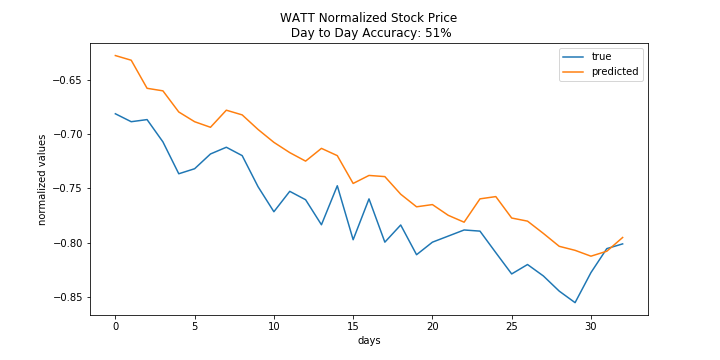 WATT Normalized Stock Price
Day to Day Accuracy: 51%
true
predicted
normalized values
−0.65
−0.70
−0.75
−0.80
−0.85
0
5
10
15
20
25
30
days